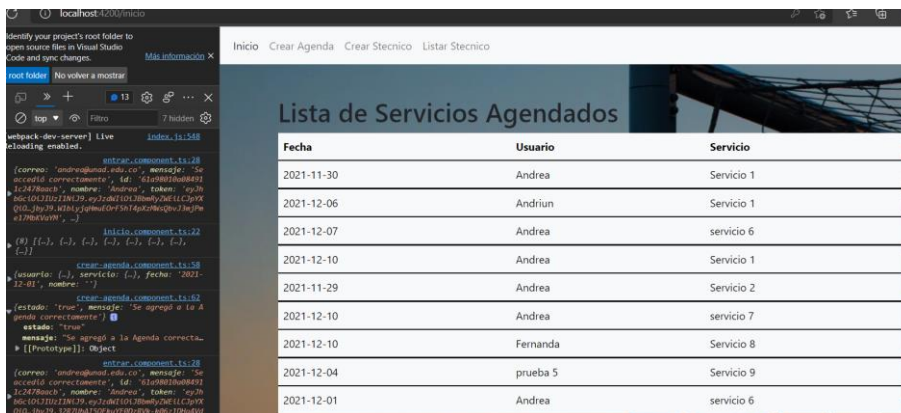 localhost:4200/inicio
Identify your project's root folder to
open source files in Visual Studio
Code and sync changes.
Más información
root folder
No volver a mostrar
13
top
Filtro
7 hidden
[webpack-dev-server] Live
index.js:548
Reloading enabled.
entrar.component.ts:28
{correo: 'andrea@unad.edu.co', mensaje: 'Se
accedió correctamente', id:
nombre: 'Andrea', token:
inicio.component.ts:22
(8) [{…}, {…}, {…}, {…}, {…}, {…}, {…},
{…}]
crear-agenda.component.ts:58
{usuario: {…}, servicio: {…}, fecha: '2021-
12-01', nombre: ''}
crear-agenda.component.ts:62
{estado: 'true', mensaje: 'Se agregó a la A
genda correctamente'}
estado: "true"
mensaje: "Se agregó a la Agenda correcta…
[[Prototype]]: Object
entrar.component.ts:28
{correo: 'andrea@unad.edu.co', mensaje: 'Se
accedió correctamente', id:
nombre: 'Andrea', token:
Inicio Crear Agenda Crear Stecnico Listar Stecnico
Lista de Servicios Agendados
Fecha Usuario Servicio
2021-11-30 Andrea Servicio 1
2021-12-06 Andriun Servicio 1
2021-12-07 Andrea servicio 6
2021-12-10 Andrea Servicio 1
2021-11-29 Andrea Servicio 2
2021-12-10 Andrea servicio 7
2021-12-10 Fernanda Servicio 8
2021-12-04 prueba 5 Servicio 9
2021-12-01 Andrea servicio 6